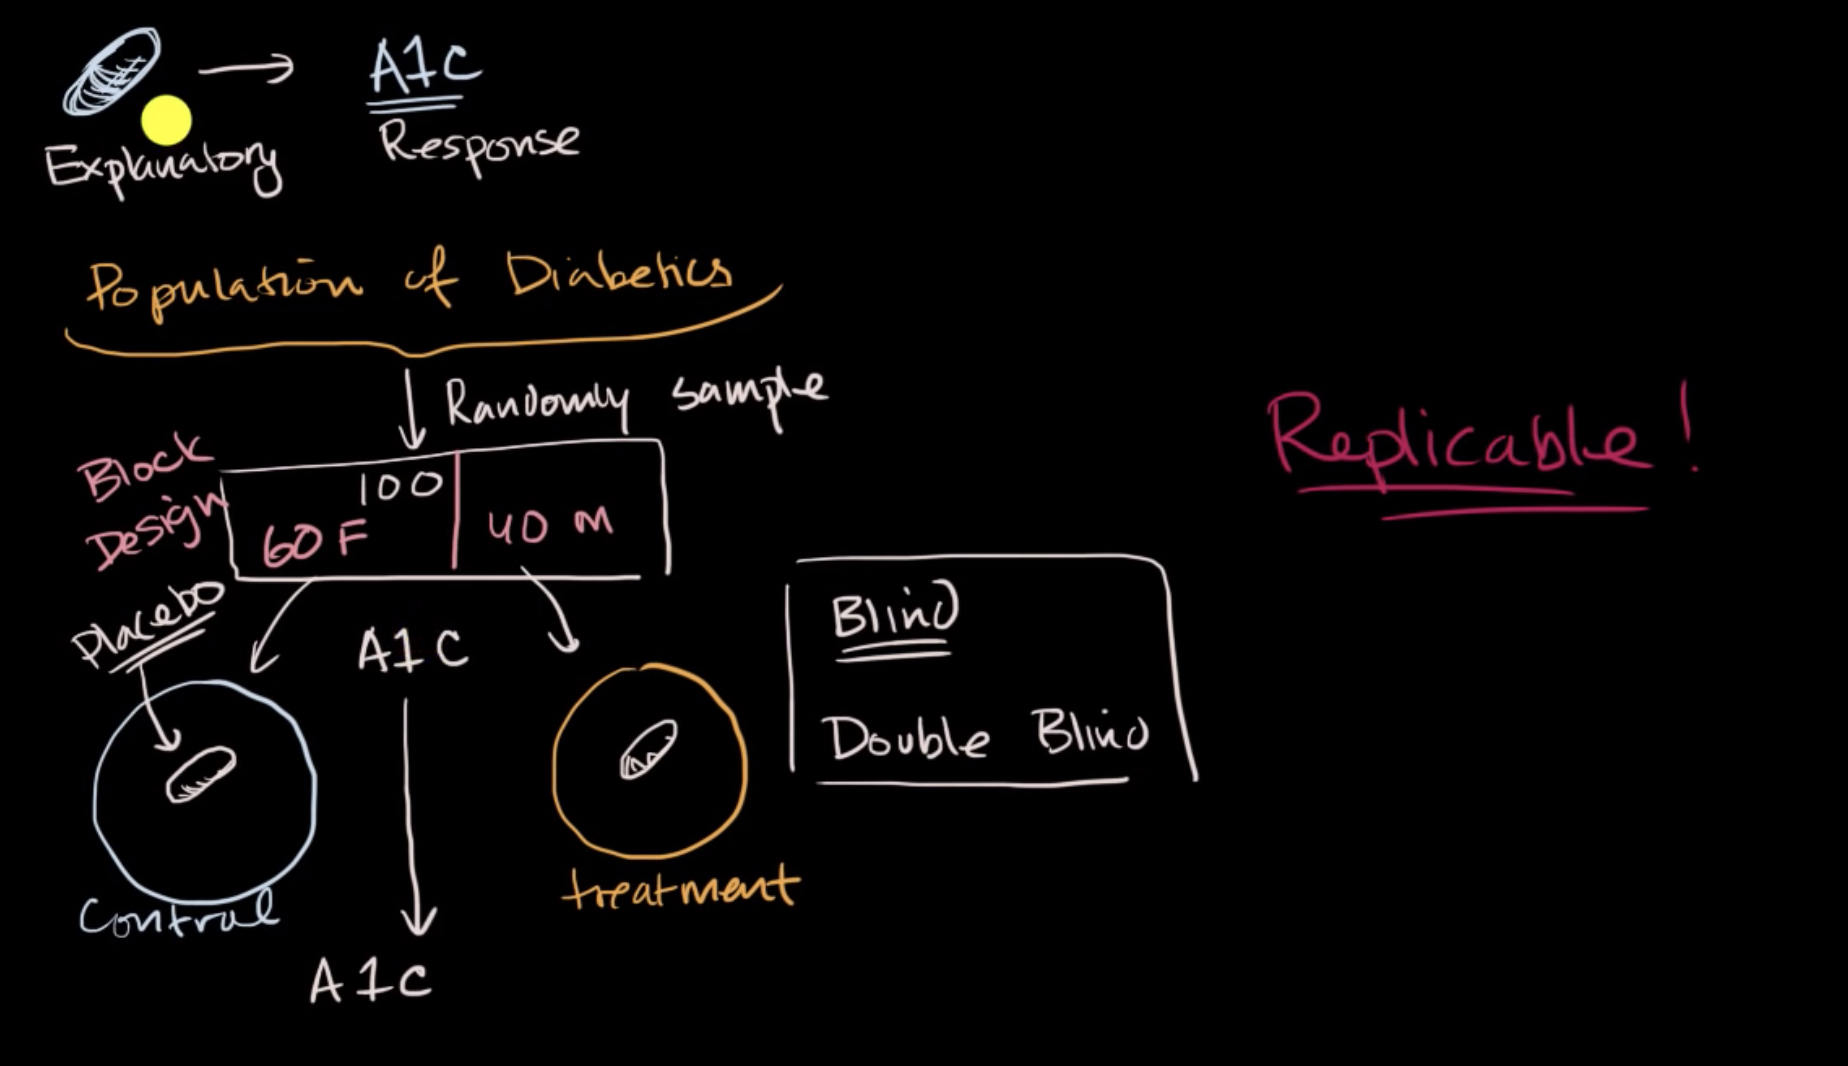 A1C
Explanatory
Response
Population of Diabetics
Randomly sample
Block
Design
100
60 F
40 M
Placebo
A1C
Control
treatment
A1C
Blind
Double Blind
Replicable!